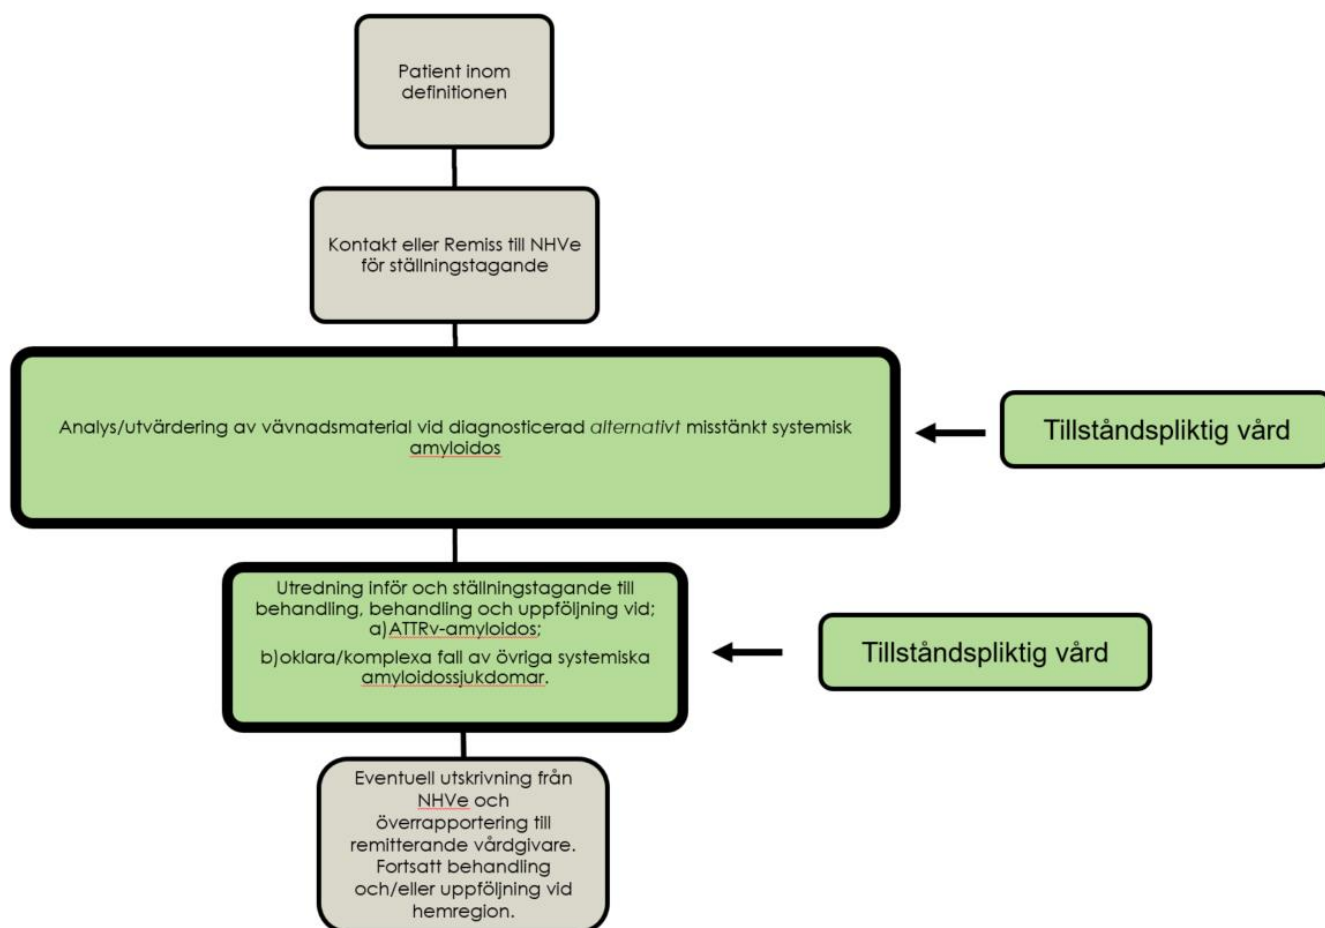 Patient inom
definitionen
Kontakt eller Remiss till NHVe
för ställningstagande
Analys/utvärdering av vävnadsmaterial vid diagnosticerad alternativt misstänkt systemisk
amyloidos
Tillståndspliktig vård
Utredning inför och ställningstagande till
behandling, behandling och uppföljning vid;
a)ATTRv-amyloidos;
b)oklara/komplexa fall av övriga systemiska
amyloidossjukdomar.
Tillståndspliktig vård
Eventuell utskrivning från
NHVe och
överrapportering till
remitterande vårdgivare.
Fortsatt behandling
och/eller uppföljning vid
hemregion.